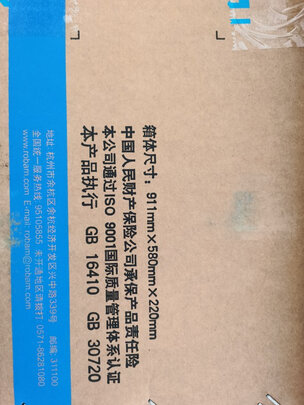 箱体尺寸:911mm×580mm×220mm
中国人民财产保险公司承保产品责任险
本公司通过ISO 9001国际质量管理体系认证
本产品执行 GB 16410 GB 30720
地址:杭州市余杭区余杭经济开发区兴中路339号 邮编:311100
全国统一服务热线:95105855 未开通地区请拨打:0571-86281080
www.robam.com E-mail:robam@robam.com